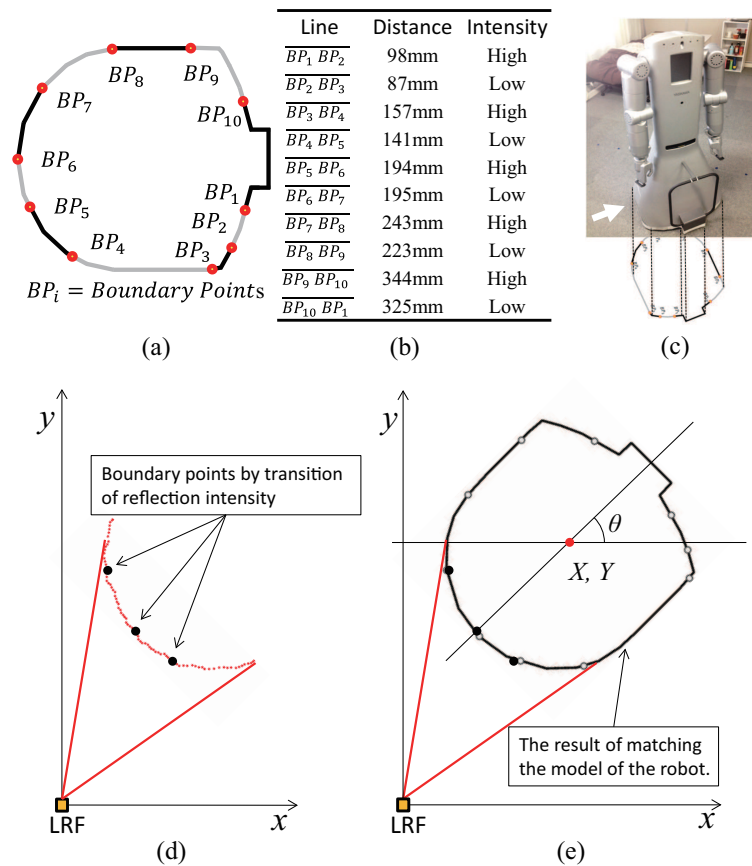 BP₈
BP₉
BP₇
BP₁₀
BP₆
BP₁
BP₅
BP₂
BP₄
BP₃
BPᵢ = Boundary Points
(a)
Line Distance Intensity
BP₁ BP₂ 98mm High
BP₂ BP₃ 87mm Low
BP₃ BP₄ 157mm High
BP₄ BP₅ 141mm Low
BP₅ BP₆ 194mm High
BP₆ BP₇ 195mm Low
BP₇ BP₈ 243mm High
BP₈ BP₉ 223mm Low
BP₉ BP₁₀ 344mm High
BP₁₀ BP₁ 325mm Low
(b)
(c)
y
Boundary points by transition
of reflection intensity
LRF
x
(d)
y
θ
X, Y
The result of matching
the model of the robot.
LRF
x
(e)